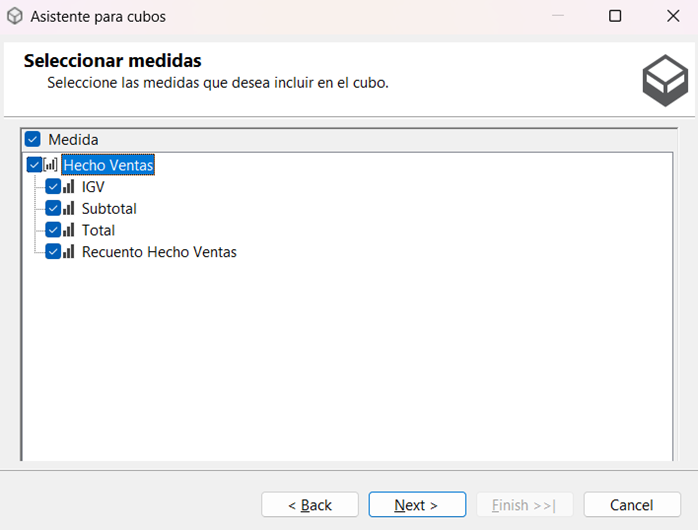 Asistente para cubos
Seleccionar medidas
Seleccione las medidas que desea incluir en el cubo.
Medida
Hecho Ventas
IGV
Subtotal
Total
Recuento Hecho Ventas
< Back
Next >
Finish >>|
Cancel